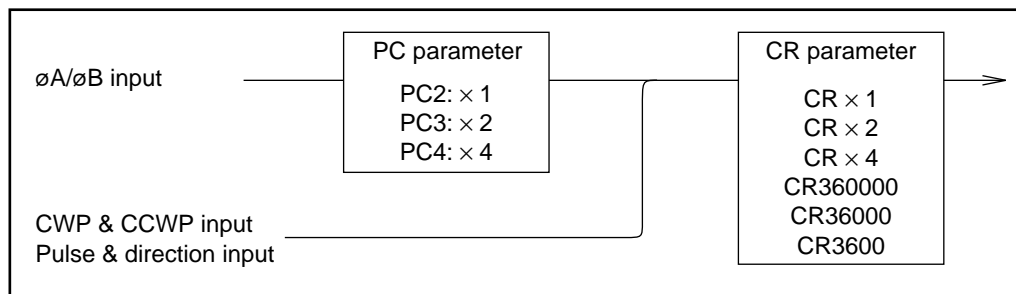 øA/øB input
PC parameter
PC2: × 1
PC3: × 2
PC4: × 4
CR parameter
CR × 1
CR × 2
CR × 4
CR360000
CR36000
CR3600
CWP & CCWP input
Pulse & direction input